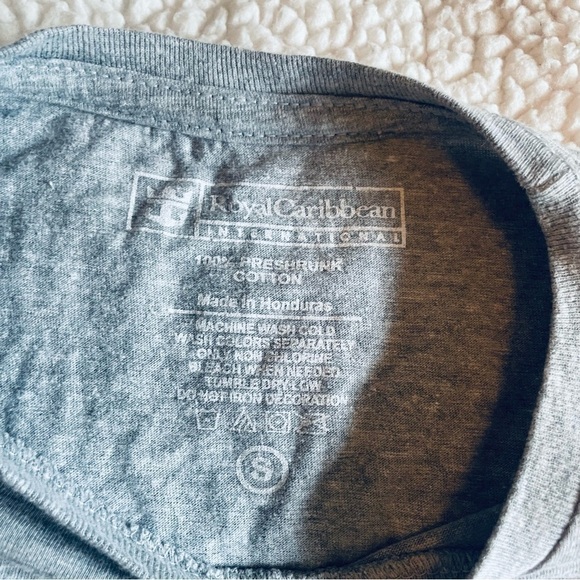 RoyalCaribbean
INTERNATIONAL
100% PRESHRUNK
COTTON
Made in Honduras
MACHINE WASH COLD
WASH COLORS SEPARATELY
ONLY NON CHLORINE
BLEACH WHEN NEEDED
TUMBLE DRY LOW
DO NOT IRON DECORATION
S